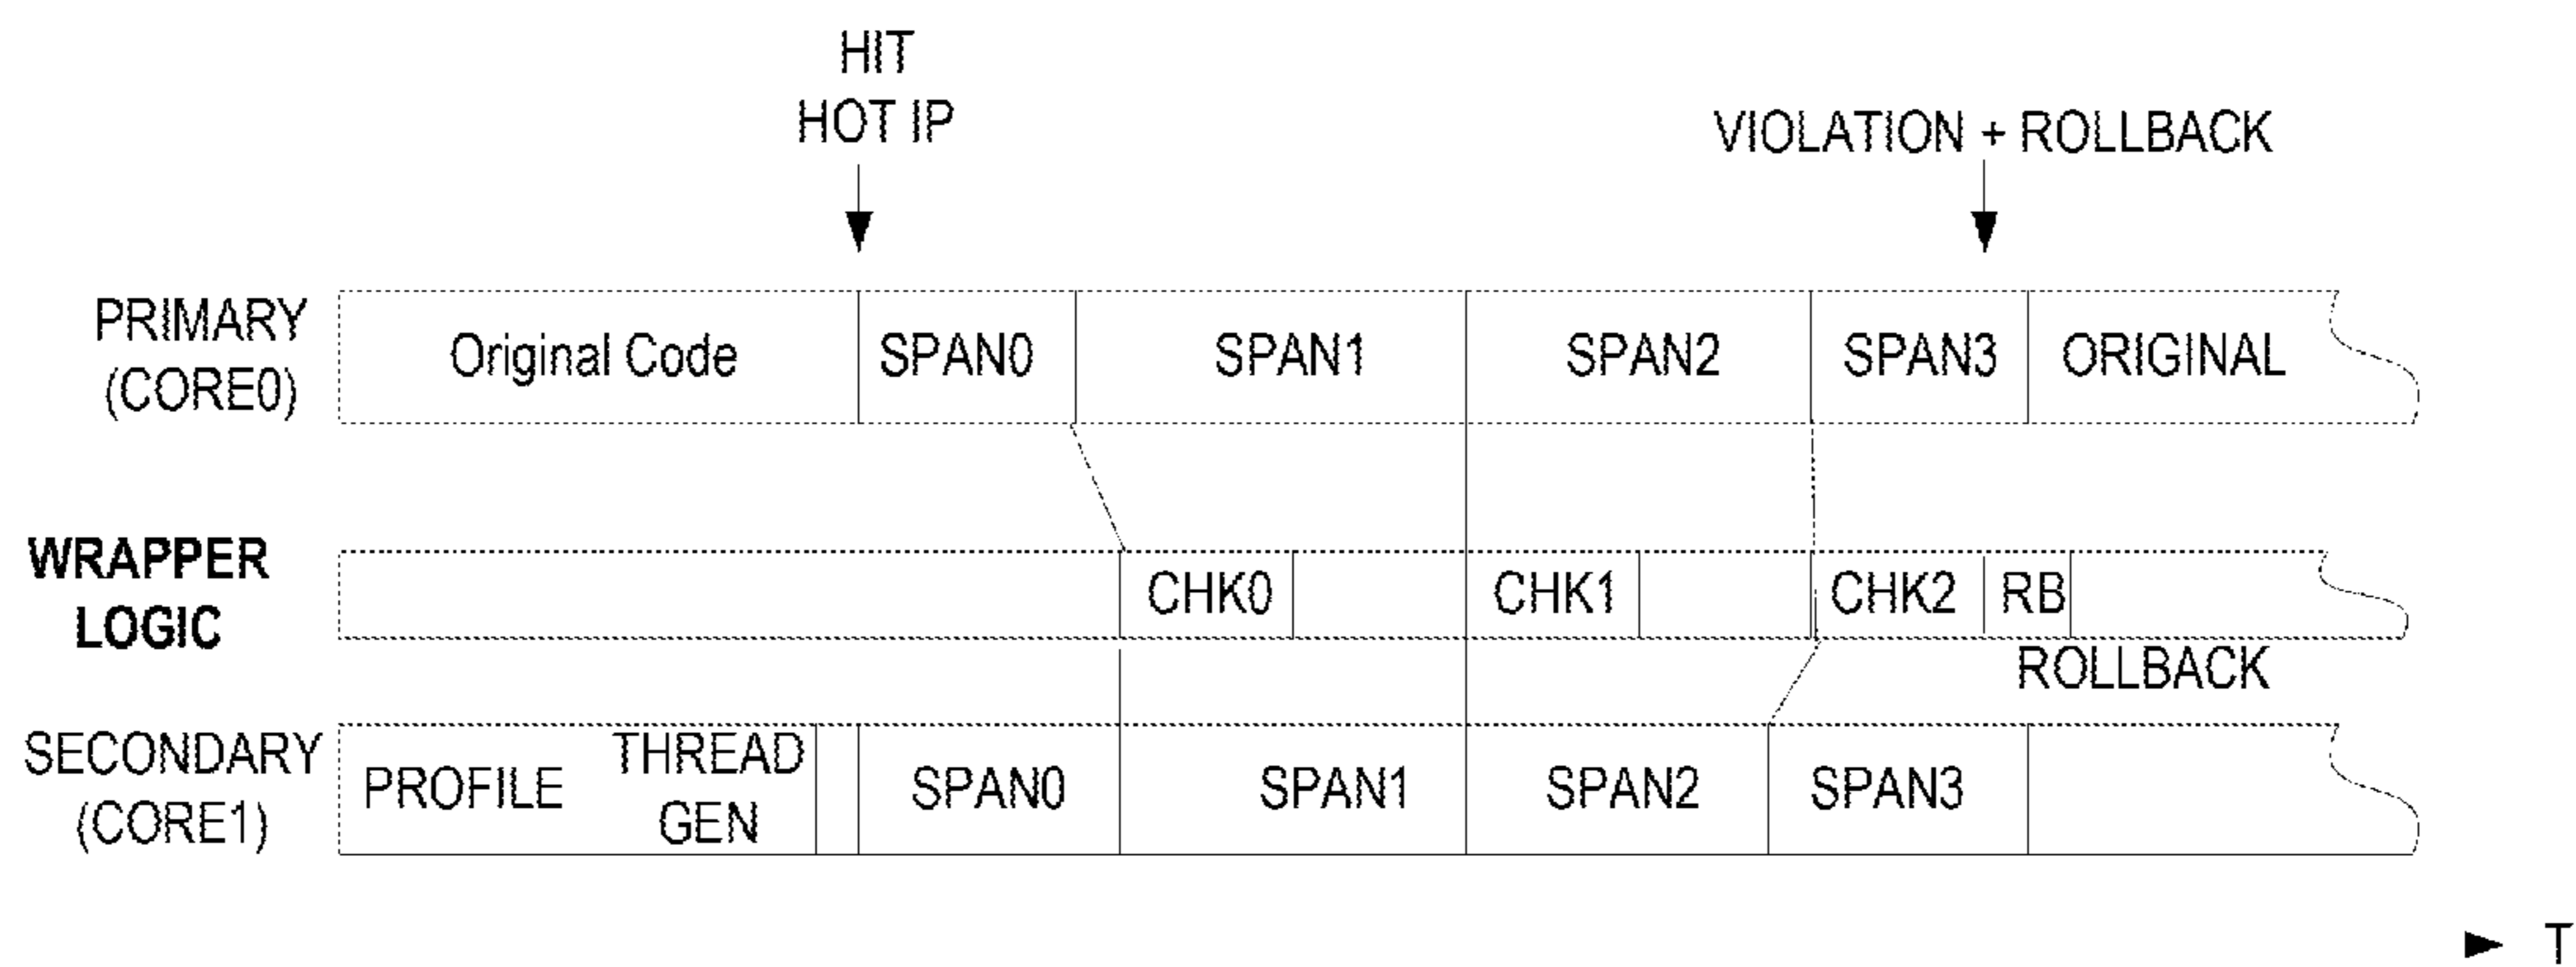 HIT
HOT IP
VIOLATION + ROLLBACK
PRIMARY
(CORE0)
Original Code
SPAN0
SPAN1
SPAN2
SPAN3
ORIGINAL
WRAPPER
LOGIC
CHK0
CHK1
CHK2
RB
ROLLBACK
SECONDARY
(CORE1)
PROFILE
THREAD
GEN
SPAN0
SPAN1
SPAN2
SPAN3
T